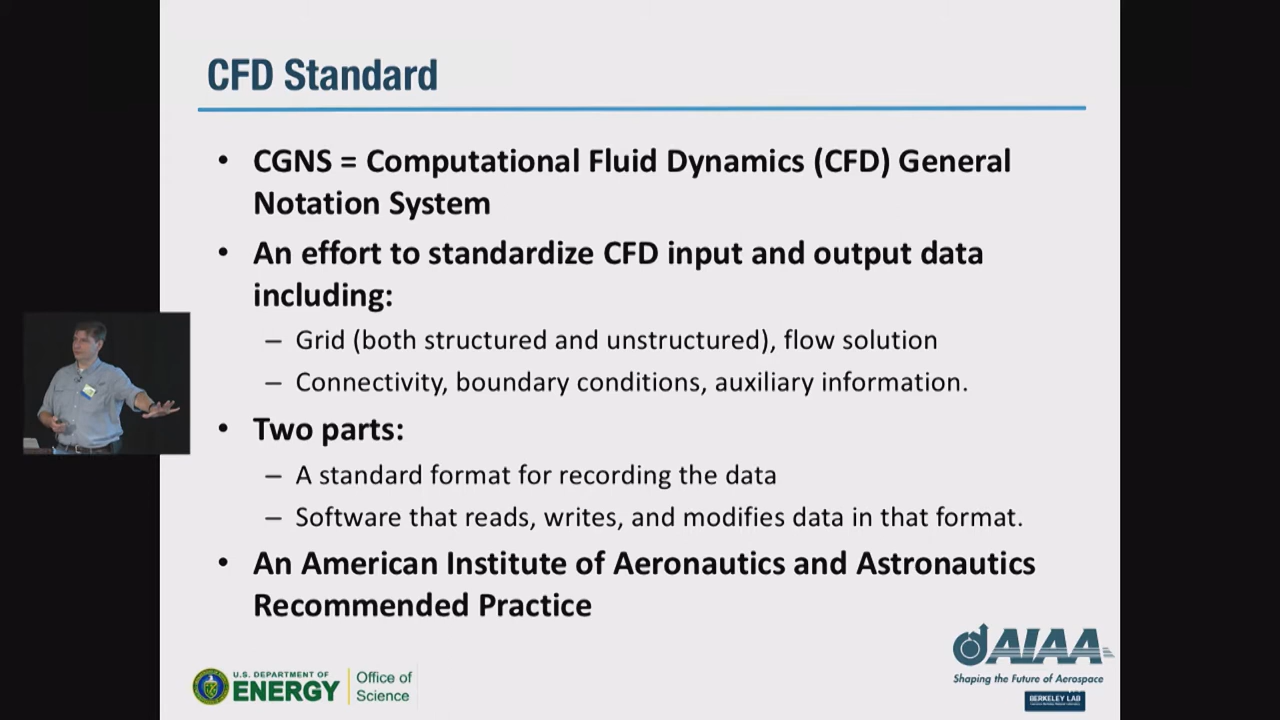 CFD Standard
• CGNS = Computational Fluid Dynamics (CFD) General
Notation System
• An effort to standardize CFD input and output data
including:
– Grid (both structured and unstructured), flow solution
– Connectivity, boundary conditions, auxiliary information.
• Two parts:
– A standard format for recording the data
– Software that reads, writes, and modifies data in that format.
• An American Institute of Aeronautics and Astronautics
Recommended Practice
U.S. DEPARTMENT OF
ENERGY
Office of
Science
AIAA
Shaping the Future of Aerospace
BERKELEY LAB